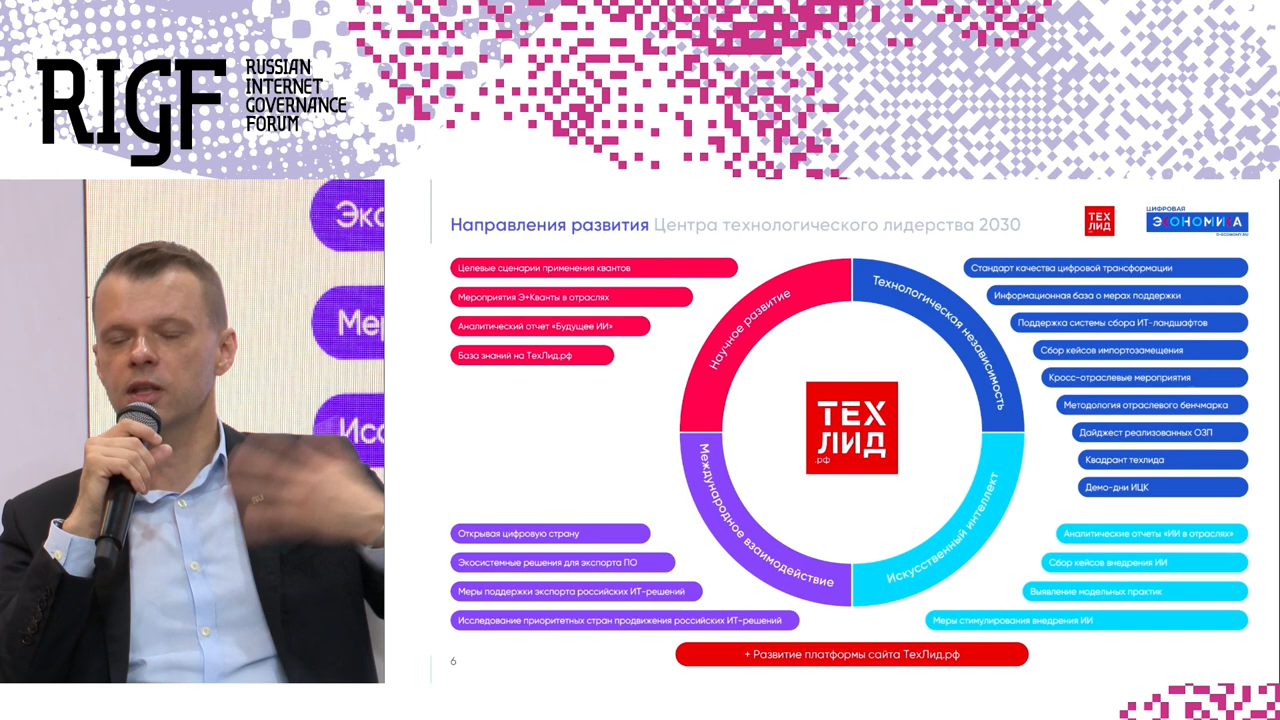 RIGF
RUSSIAN
INTERNET
GOVERNANCE
FORUM
Эко
Мер
Исс
Направления развития Центра технологического лидерства 2030
ТЕХ
ЛИД
ЦИФРОВАЯ
ЭКОНОМИКА
D-ECONOMY.RU
Целевые сценарии применения квантов
Мероприятия Э+Кванты в отраслях
Аналитический отчет «Будущее ИИ»
База знаний на ТехЛид.рф
Научное развитие
Технологическая независимость
Стандарт качества цифровой трансформации
Информационная база о мерах поддержки
Поддержка системы сбора ИТ-ландшафтов
Сбор кейсов импортозамещения
Кросс-отраслевые мероприятия
Методология отраслевого бенчмарка
Дайджест реализованных ОЗП
Квадрант техлида
Демо-дни ИЦК
ТЕХ
ЛИД
.рф
Международное взаимодействие
Искусственный интеллект
Открывая цифровую страну
Экосистемные решения для экспорта ПО
Меры поддержки экспорта российских ИТ-решений
Исследование приоритетных стран продвижения российских ИТ-решений
Аналитические отчеты «ИИ в отраслях»
Сбор кейсов внедрения ИИ
Выявление модельных практик
Меры стимулирования внедрения ИИ
+ Развитие платформы сайта ТехЛид.рф
6